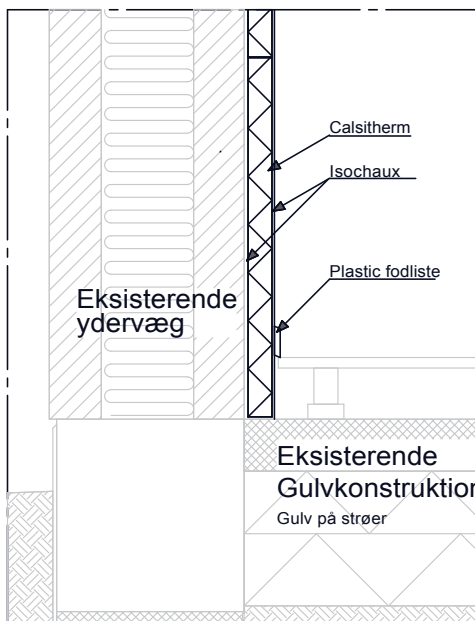 Calsitherm
Isochaux
Plastic fodliste
Eksisterende
ydervæg
Eksisterende
Gulvkonstruktion
Gulv på strøer